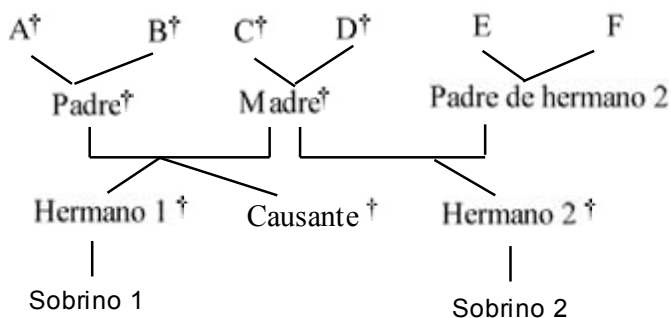 A† B† C† D† E F
Padre† Madre† Padre de hermano 2
Hermano 1 † Causante † Hermano 2 †
Sobrino 1 Sobrino 2